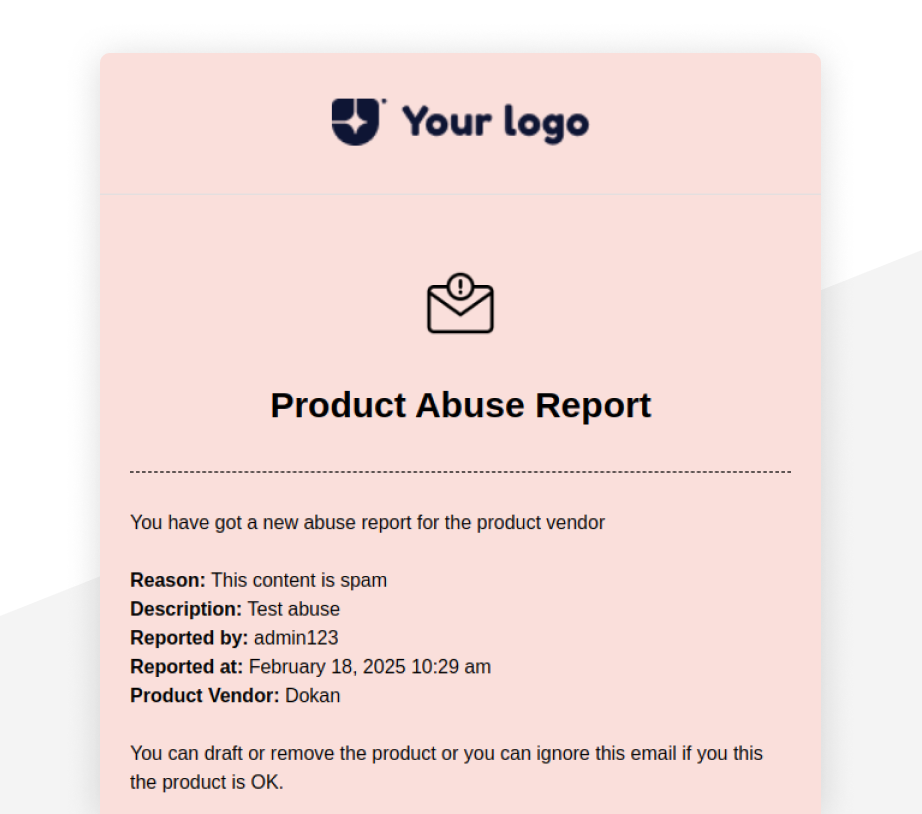 Your logo
Product Abuse Report
You have got a new abuse report for the product vendor
Reason: This content is spam
Description: Test abuse
Reported by: admin123
Reported at: February 18, 2025 10:29 am
Product Vendor: Dokan
You can draft or remove the product or you can ignore this email if you this
the product is OK.